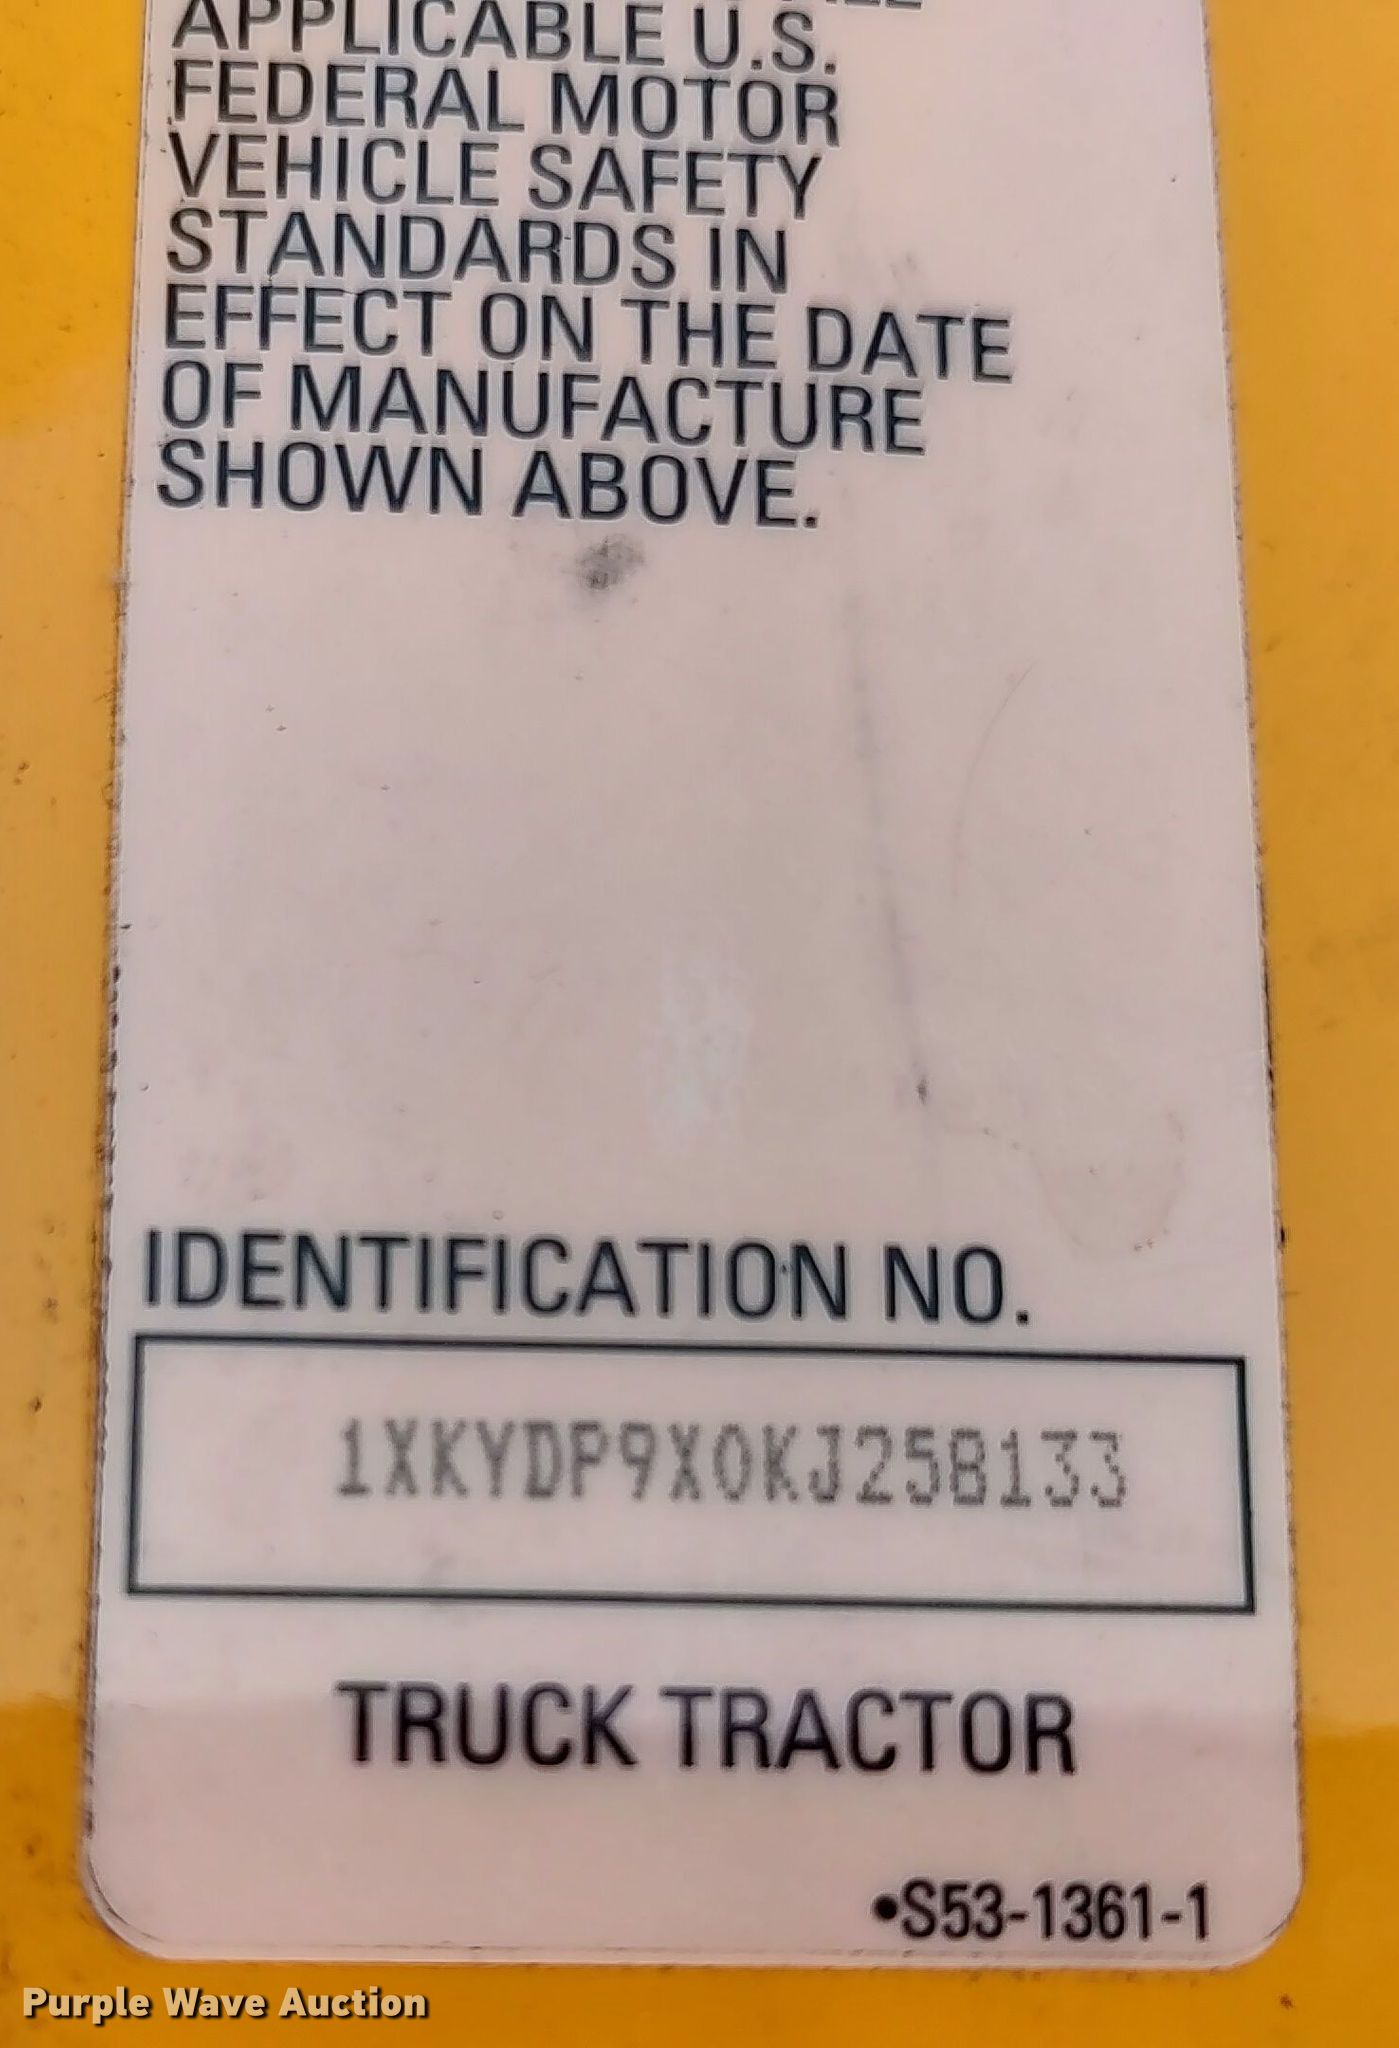 APPLICABLE U.S.
FEDERAL MOTOR
VEHICLE SAFETY
STANDARDS IN
EFFECT ON THE DATE
OF MANUFACTURE
SHOWN ABOVE.
IDENTIFICATION NO.
1XKYDP9X0KJ258133
TRUCK TRACTOR
•S53-1361-1
Purple Wave Auction